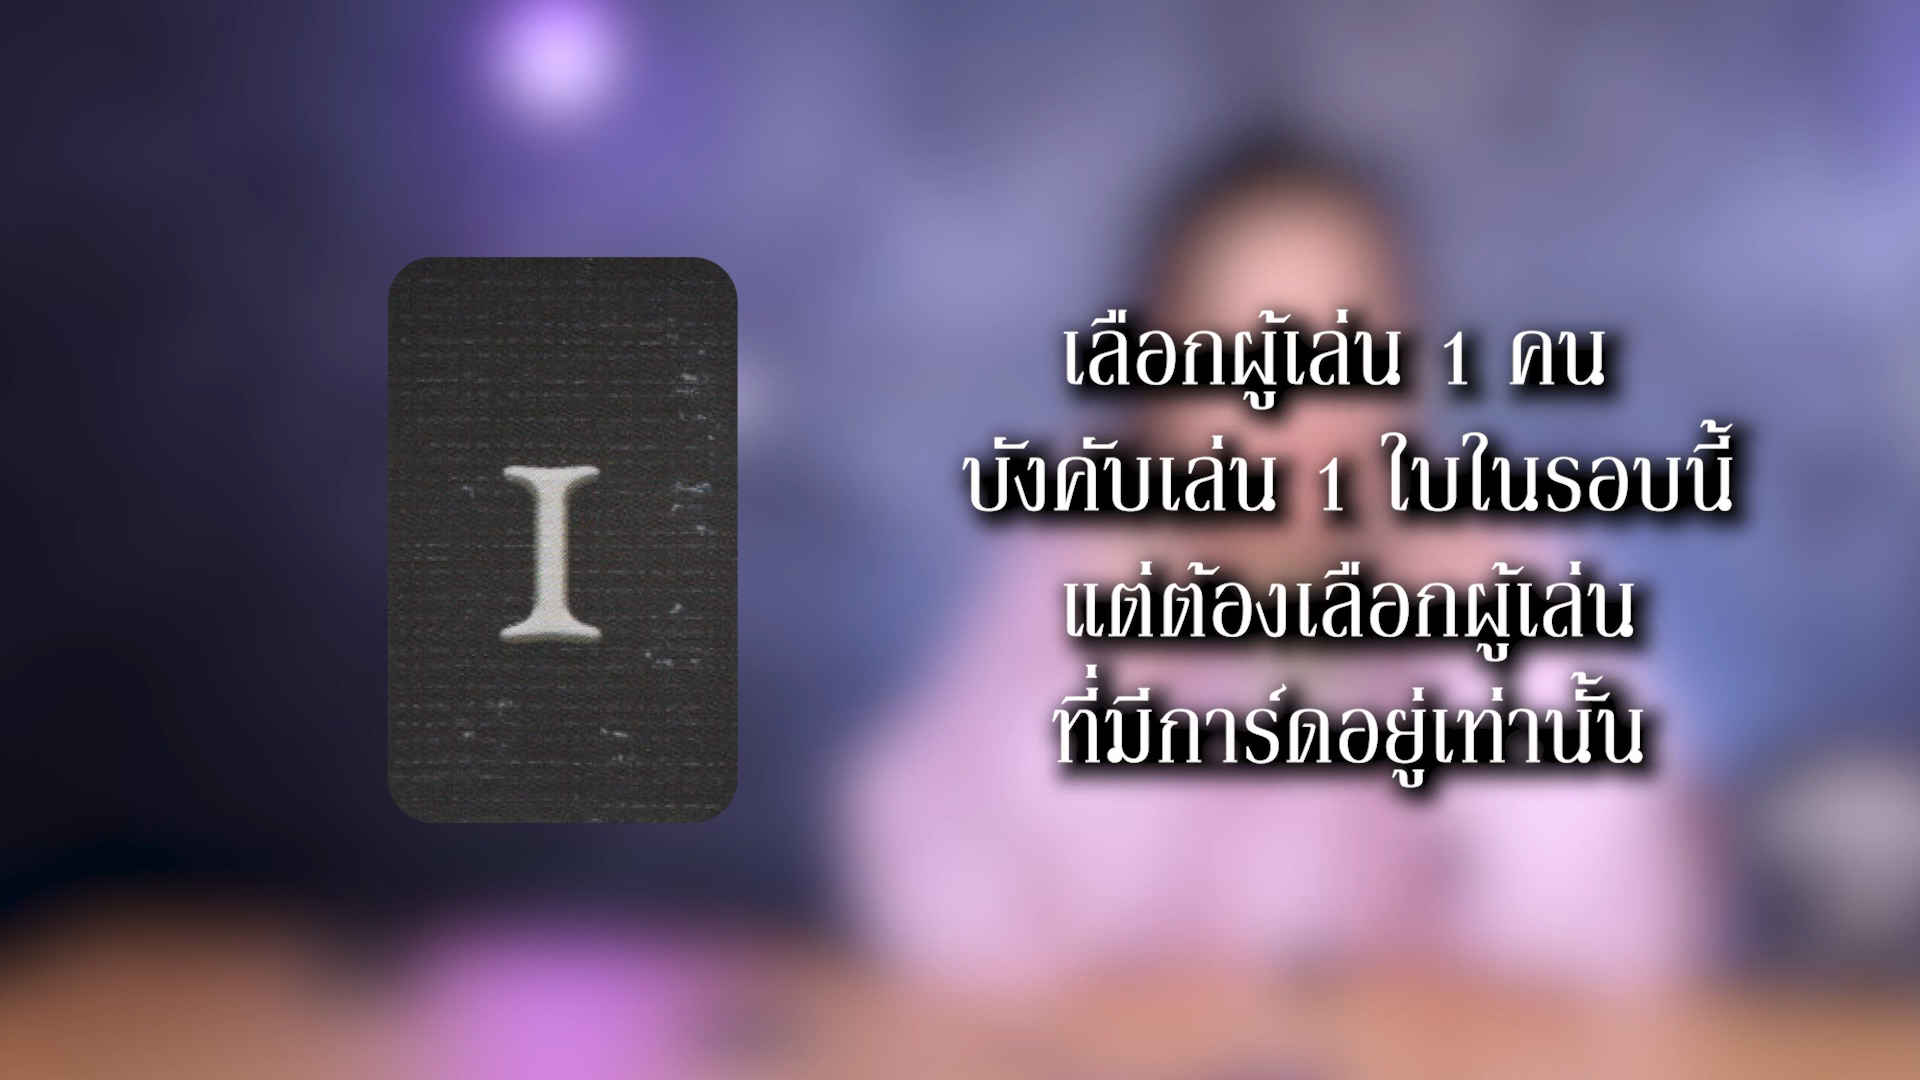 I
เลือกผู้เล่น 1 คน
บังคับเล่น 1 ใบในรอบนี้
แต่ต้องเลือกผู้เล่น
ที่มีการ์ดอยู่เท่านั้น